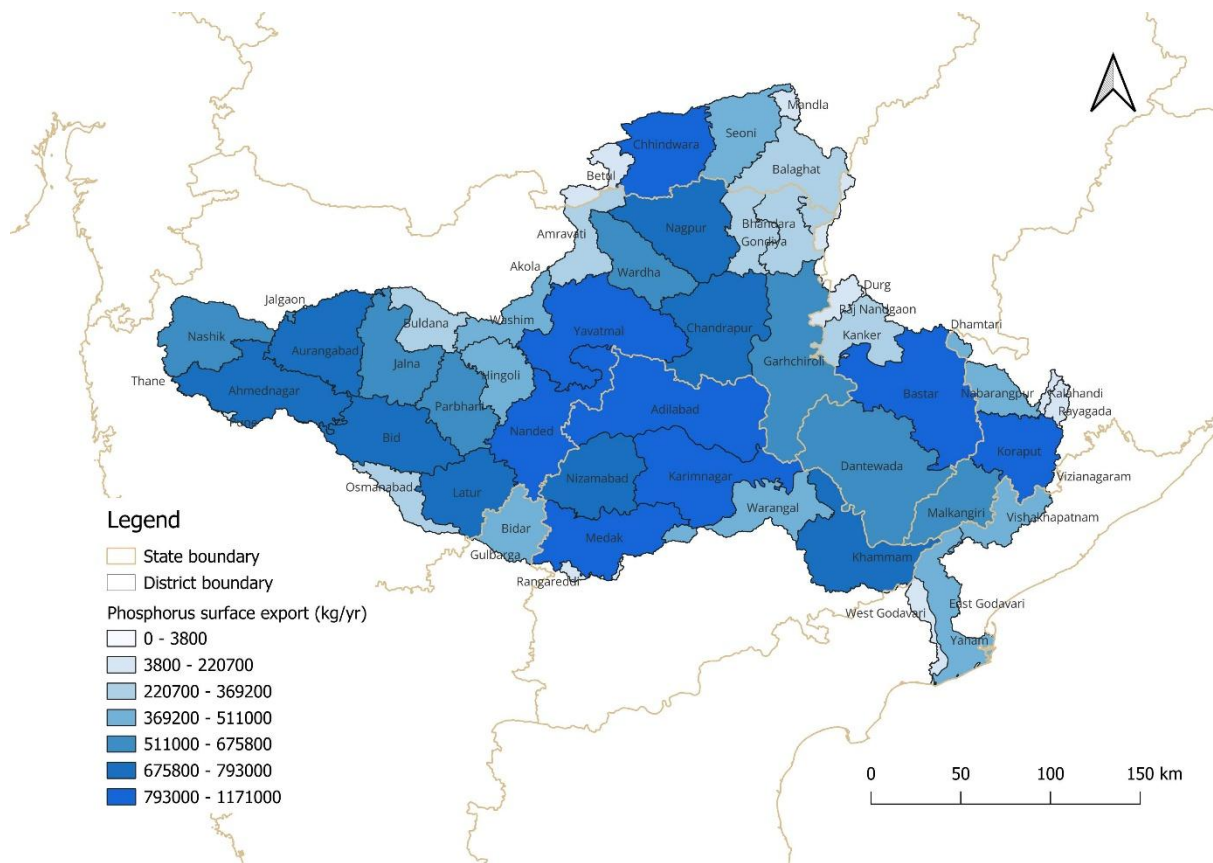 Mandla
Seoni
Chhindwara
Balaghat
Betul
Nagpur
Bhandara
Amravati
Gondiya
Akola
Wardha
Durg
Jalgaon
Raj Nandgaon
Buldana
Washim
Yavatmal
Chandrapur
Kanker
Dhamtari
Nashik
Aurangabad
Jalna
Hingoli
Garhchiroli
Thane
Ahmednagar
Parbhani
Adilabad
Bastar
Nabarangpur
Kalahandi
Rayagada
Bid
Nanded
Koraput
Dantewada
Nizamabad
Karimnagar
Vizianagaram
Osmanabad
Latur
Warangal
Malkangiri
Vishakhapatnam
Bidar
Medak
Gulbarga
Khammam
Rangareddi
West Godavari
East Godavari
Yanam
Legend
State boundary
District boundary
Phosphorus surface export (kg/yr)
0 - 3800
3800 - 220700
220700 - 369200
369200 - 511000
511000 - 675800
675800 - 793000
793000 - 1171000
0 50 100 150 km